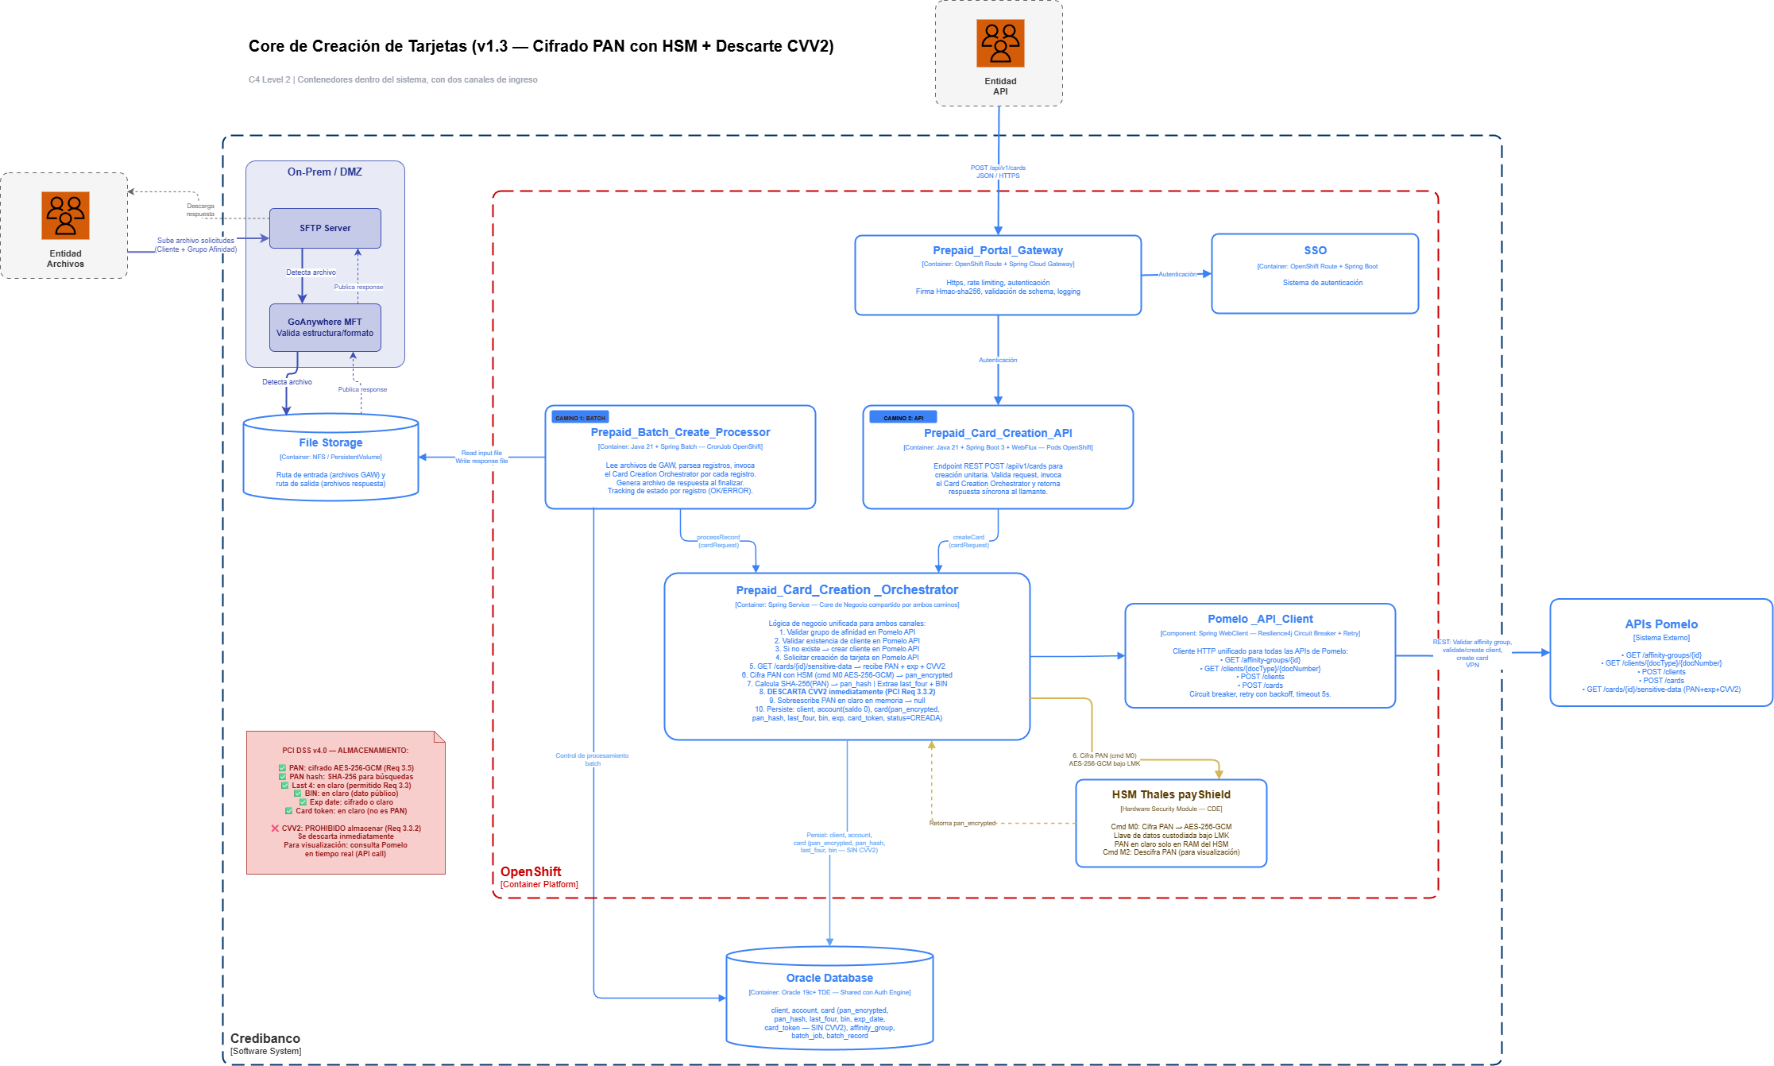 Core de Creación de Tarjetas (v1.3 — Cifrado PAN con HSM + Descarte CVV2)
C4 Level 2 | Contenedores dentro del sistema, con dos canales de ingreso
Entidad
API
POST /api/v1/cards
JSON / HTTPS
Entidad
Archivos
Descarga
respuesta
Sube archivo solicitudes
(Cliente + Grupo Afinidad)
On-Prem / DMZ
SFTP Server
Detecta archivo
Publica response
GoAnywhere MFT
Valida estructura/formato
Detecta archivo
Publica response
File Storage
[Container: NFS / PersistentVolume]
Ruta de entrada (archivos GAW) y
ruta de salida (archivos respuesta)
Read input file
Write response file
Prepaid_Portal_Gateway
[Container: OpenShift Route + Spring Cloud Gateway]
Https, rate limiting, autenticación
Firma Hmac-sha256, validación de schema, logging
Autenticación
SSO
[Container: OpenShift Route + Spring Boot
Sistema de autenticación
Autenticación
CAMINO 1: BATCH
Prepaid_Batch_Create_Processor
[Container: Java 21 + Spring Batch — CronJob OpenShift]
Lee archivos de GAW, parsea registros, invoca
el Card Creation Orchestrator por cada registro.
Genera archivo de respuesta al finalizar.
Tracking de estado por registro (OK/ERROR).
CAMINO 2: API
Prepaid_Card_Creation_API
[Container: Java 21 + Spring Boot 3 + WebFlux — Pods OpenShift]
Endpoint REST POST /api/v1/cards para
creación unitaria. Valida request, invoca
el Card Creation Orchestrator y retorna
respuesta síncrona al llamante.
processRecord
(cardRequest)
createCard
(cardRequest)
Prepaid_Card_Creation _Orchestrator
[Container: Spring Service — Core de Negocio compartido por ambos caminos]
Lógica de negocio unificada para ambos canales:
1. Validar grupo de afinidad en Pomelo API
2. Validar existencia de cliente en Pomelo API
3. Si no existe → crear cliente en Pomelo API
4. Solicitar creación de tarjeta en Pomelo API
5. GET /cards/{id}/sensitive-data → recibe PAN + exp + CVV2
6. Cifra PAN con HSM (cmd M0 AES-256-GCM) → pan_encrypted
7. Calcula SHA-256(PAN) → pan_hash | Extrae last_four + BIN
8. DESCARTA CVV2 inmediatamente (PCI Req 3.3.2)
9. Sobreescribe PAN en claro en memoria → null
10. Persiste: client, account(saldo 0), card(pan_encrypted,
pan_hash, last_four, bin, exp, card_token, status=CREADA)
Pomelo _API_Client
[Component: Spring WebClient — Resilience4j Circuit Breaker + Retry]
Cliente HTTP unificado para todas las APIs de Pomelo:
• GET /affinity-groups/{id}
• GET /clients/{docType}/{docNumber}
• POST /clients
• POST /cards
Circuit breaker, retry con backoff, timeout 5s.
REST: Validar affinity group,
validate/create client,
create card
VPN
APIs Pomelo
[Sistema Externo]
• GET /affinity-groups/{id}
• GET /clients/{docType}/{docNumber}
• POST /clients
• POST /cards
• GET /cards/{id}/sensitive-data (PAN+exp+CVV2)
6. Cifra PAN (cmd M0)
AES-256-GCM bajo LMK
Retorna pan_encrypted
HSM Thales payShield
[Hardware Security Module — CDE]
Cmd M0: Cifra PAN → AES-256-GCM
Llave de datos custodiada bajo LMK
PAN en claro solo en RAM del HSM
Cmd M2: Descifra PAN (para visualización)
PCI DSS v4.0 — ALMACENAMIENTO:
✅ PAN: cifrado AES-256-GCM (Req 3.5)
✅ PAN hash: SHA-256 para búsquedas
✅ Last 4: en claro (permitido Req 3.3)
✅ BIN: en claro (dato público)
✅ Exp date: cifrado o claro
✅ Card token: en claro (no es PAN)
❌ CVV2: PROHIBIDO almacenar (Req 3.3.2)
Se descarta inmediatamente
Para visualización: consulta Pomelo
en tiempo real (API call)
Control de procesamiento
batch
Persist: client, account,
card (pan_encrypted, pan_hash,
last_four, bin — SIN CVV2)
OpenShift
[Container Platform]
Oracle Database
[Container: Oracle 19c+ TDE — Shared con Auth Engine]
client, account, card (pan_encrypted,
pan_hash, last_four, bin, exp_date,
card_token — SIN CVV2), affinity_group,
batch_job, batch_record
Credibanco
[Software System]